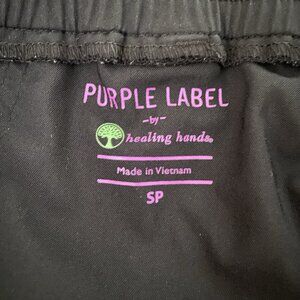 PURPLE LABEL
-by-
healing hands®
Made in Vietnam
SP